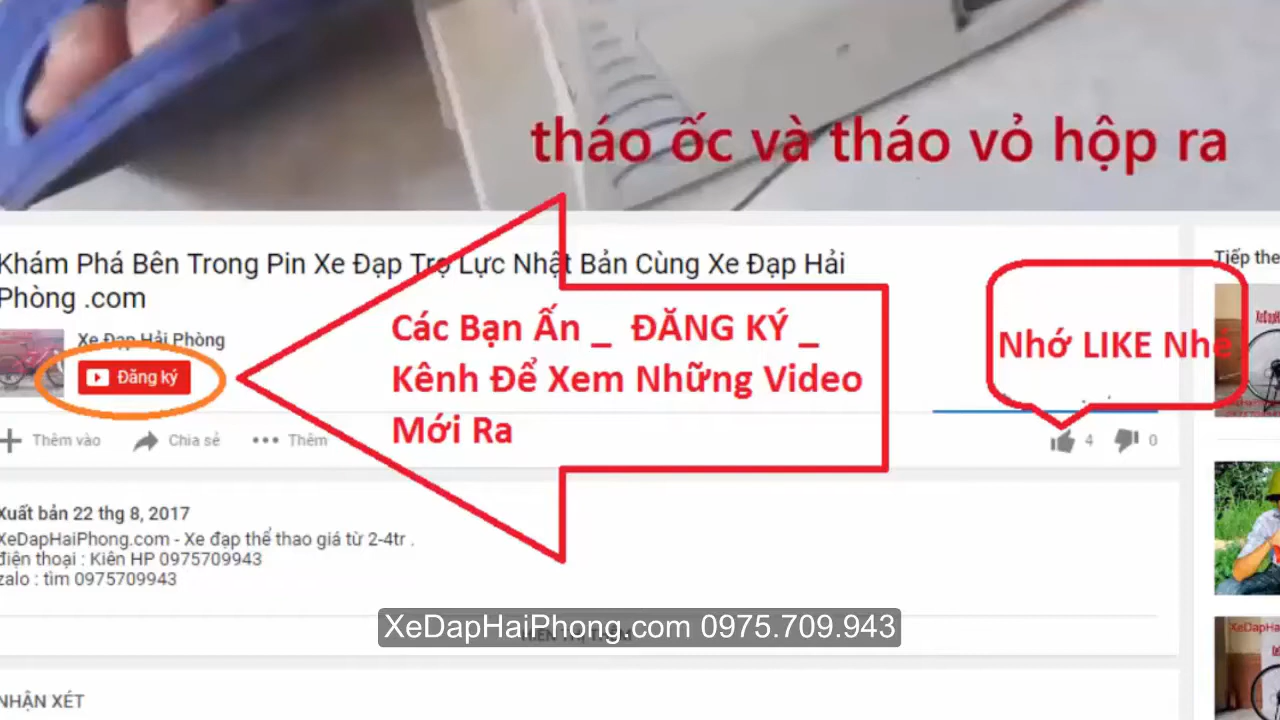 tháo ốc và tháo vỏ hộp ra
Khám Phá Bên Trong Pin Xe Đạp Trợ Lực Nhật Bản Cùng Xe Đạp Hải
Phòng .com
Xe Đạp Hải Phòng
Đăng ký
Các Bạn Ấn _ ĐĂNG KÝ _
Kênh Để Xem Những Video
Mới Ra
Nhớ LIKE Nhé
Tiếp the
Thêm vào
Chia sẻ
Thêm
4
0
Xuất bản 22 thg 8, 2017
XeDapHaiPhong.com - Xe đạp thể thao giá từ 2-4tr .
điện thoại : Kiên HP 0975709943
zalo : tìm 0975709943
XeDapHaiPhong.com 0975.709.943
NHẬN XÉT